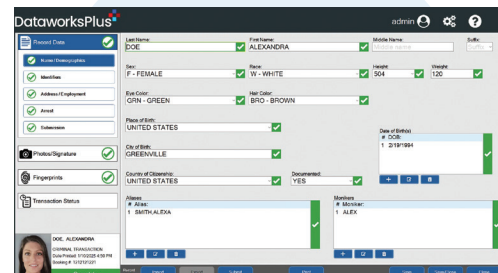 DataworksPlus
admin
Record Data
Name/Demographics
Identifiers
Address/Employment
Arrest
Submission
Photos/Signature
Fingerprints
Transaction Status
DOE, ALEXANDRA
CRIMINAL TRANSACTION
Last Name: First Name: Middle Name: Suffix:
DOE ALEXANDRA Middle name Suffix
Sex: Race: Height: Weight:
F - FEMALE W - WHITE 504 120
Eye Color: Hair Color:
GRN - GREEN BRO - BROWN
Place of Birth:
UNITED STATES
City of Birth:
GREENVILLE
Country of Citizenship: Documented:
UNITED STATES YES
Date of Birth(s)
# DOB:
1 2/19/1994
Aliases
# Alias:
1 SMITH,ALEXA
Monikers
# Moniker:
1 ALEX